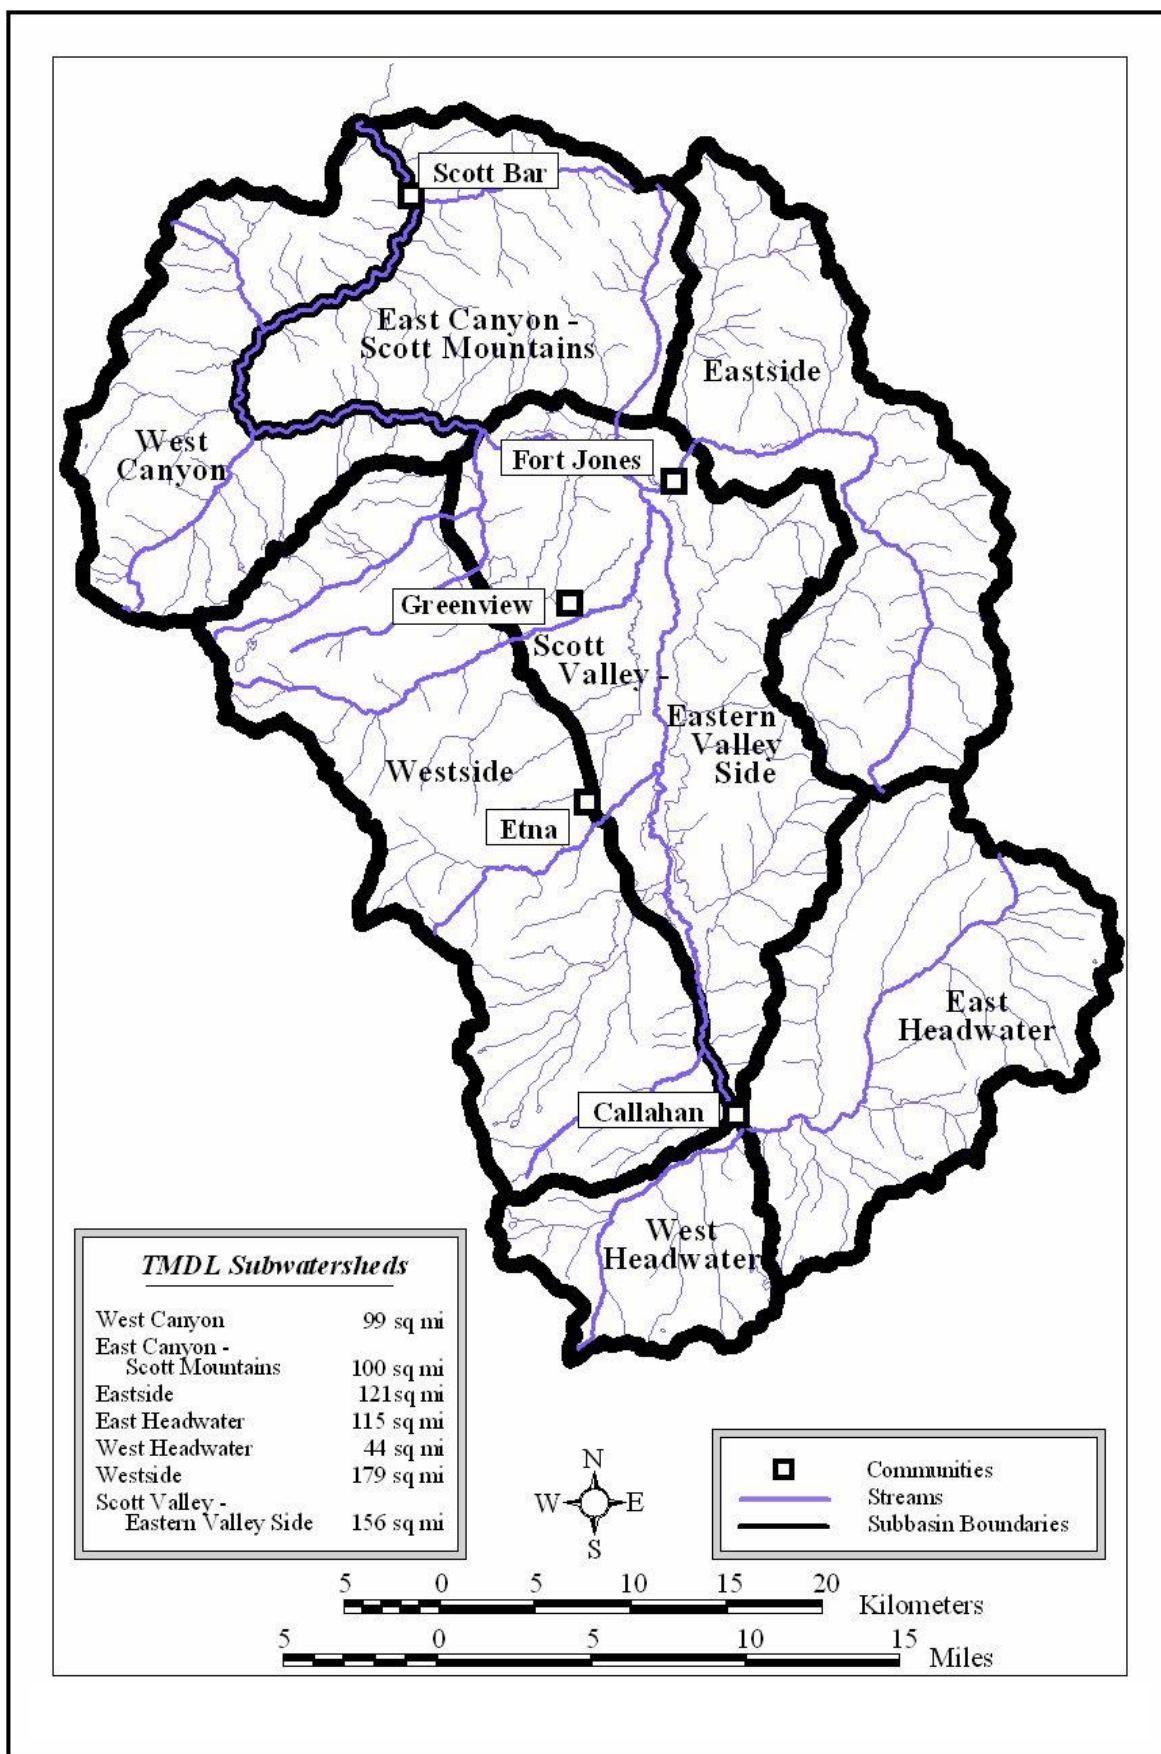 Scott Bar
East Canyon -
Scott Mountains
Eastside
West
Canyon
Fort Jones
Greenview
Scott
Valley -
Eastern
Valley
Side
Westside
Etna
East
Headwater
Callahan
West
Headwater
TMDL Subwatersheds
West Canyon 99 sq mi
East Canyon -
Scott Mountains 100 sq mi
Eastside 121sq mi
East Headwater 115 sq mi
West Headwater 44 sq mi
Westside 179 sq mi
Scott Valley -
Eastern Valley Side 156 sq mi
N
W E
S
Communities
Streams
Subbasin Boundaries
5 0 5 10 15 20 Kilometers
5 0 5 10 15 Miles